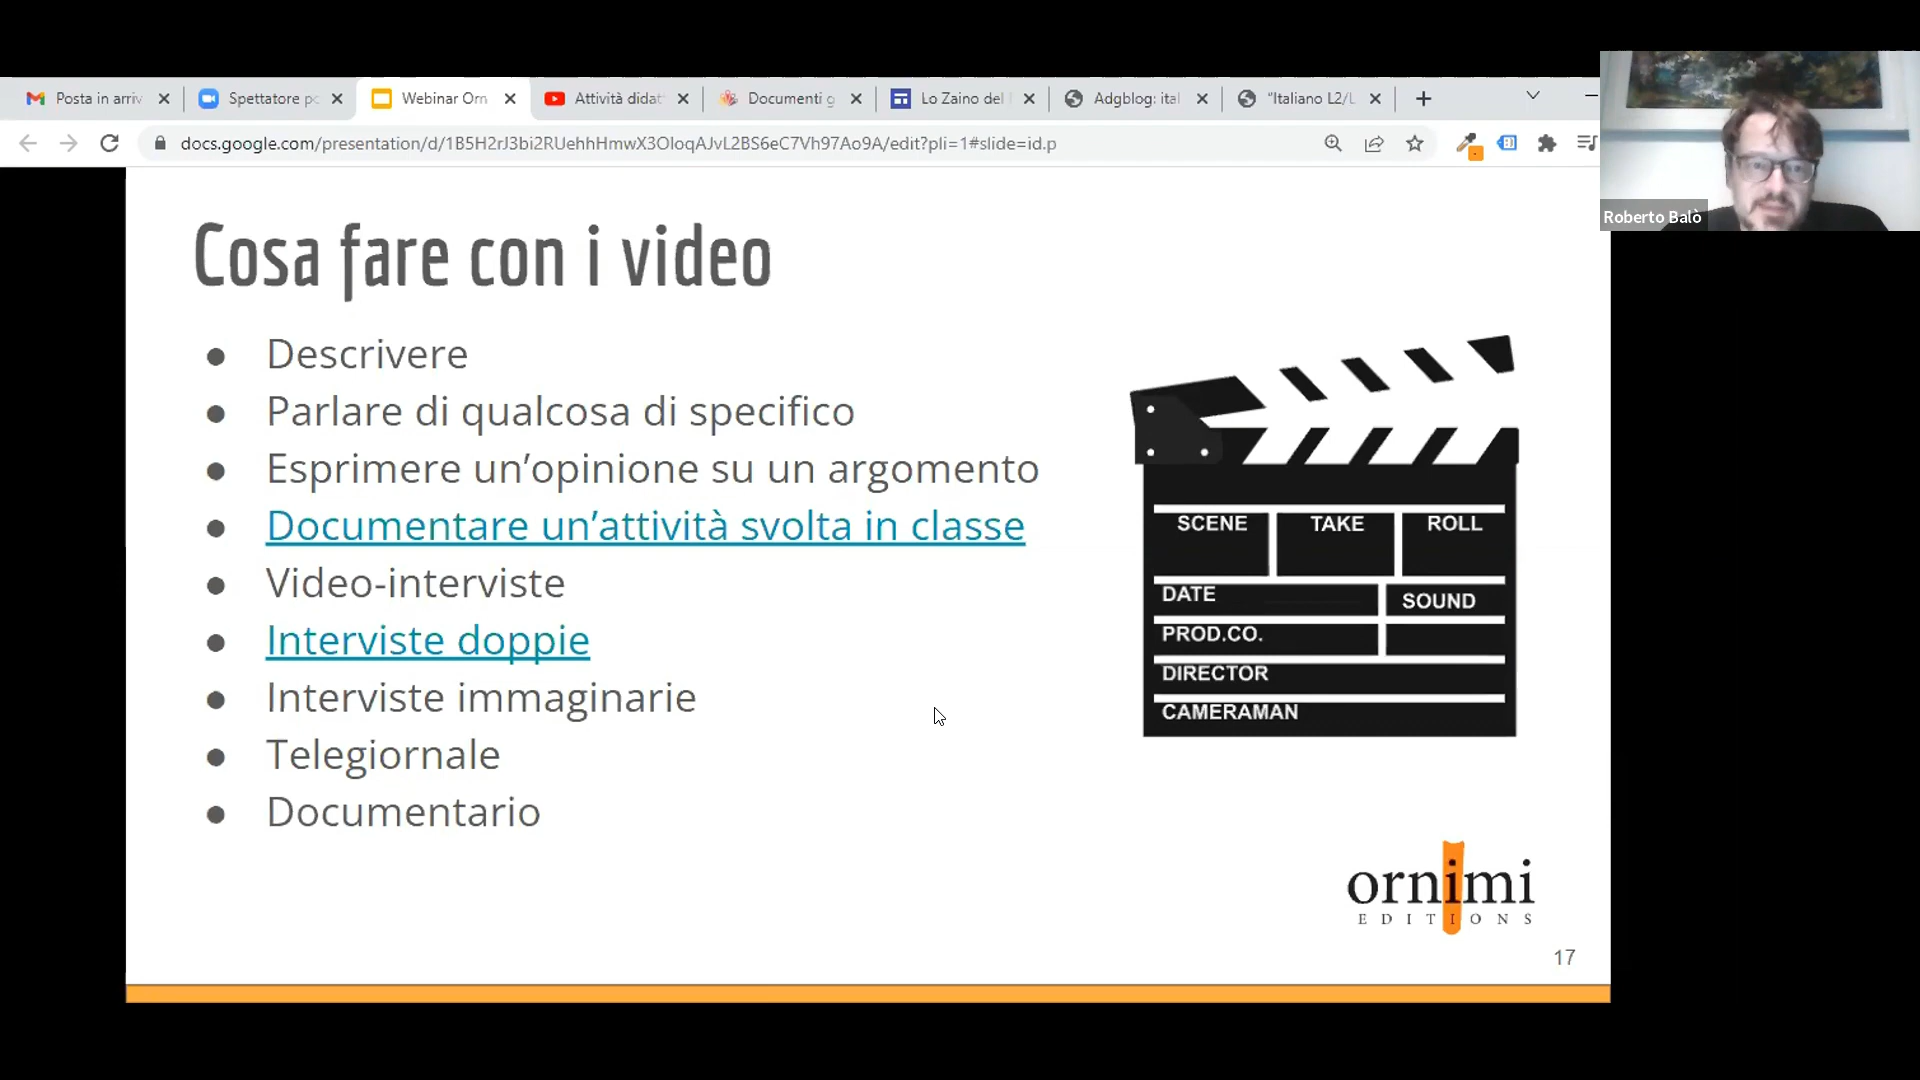 Posta in arriv
Spettatore po
Webinar Orn
Attività didat
Documenti g
Lo Zaino del
Adgblog: ital
"Italiano L2/L
docs.google.com/presentation/d/1B5H2rJ3bi2RUehhHmwX3OloqAJvL2BS6eC7Vh97Ao9A/edit?pli=1#slide=id.p
Roberto Balò
Cosa fare con i video
● Descrivere
● Parlare di qualcosa di specifico
● Esprimere un'opinione su un argomento
● Documentare un'attività svolta in classe
● Video-interviste
● Interviste doppie
● Interviste immaginarie
● Telegiornale
● Documentario
SCENE TAKE ROLL
DATE SOUND
PROD.CO.
DIRECTOR
CAMERAMAN
ornimi
EDITIONS
17